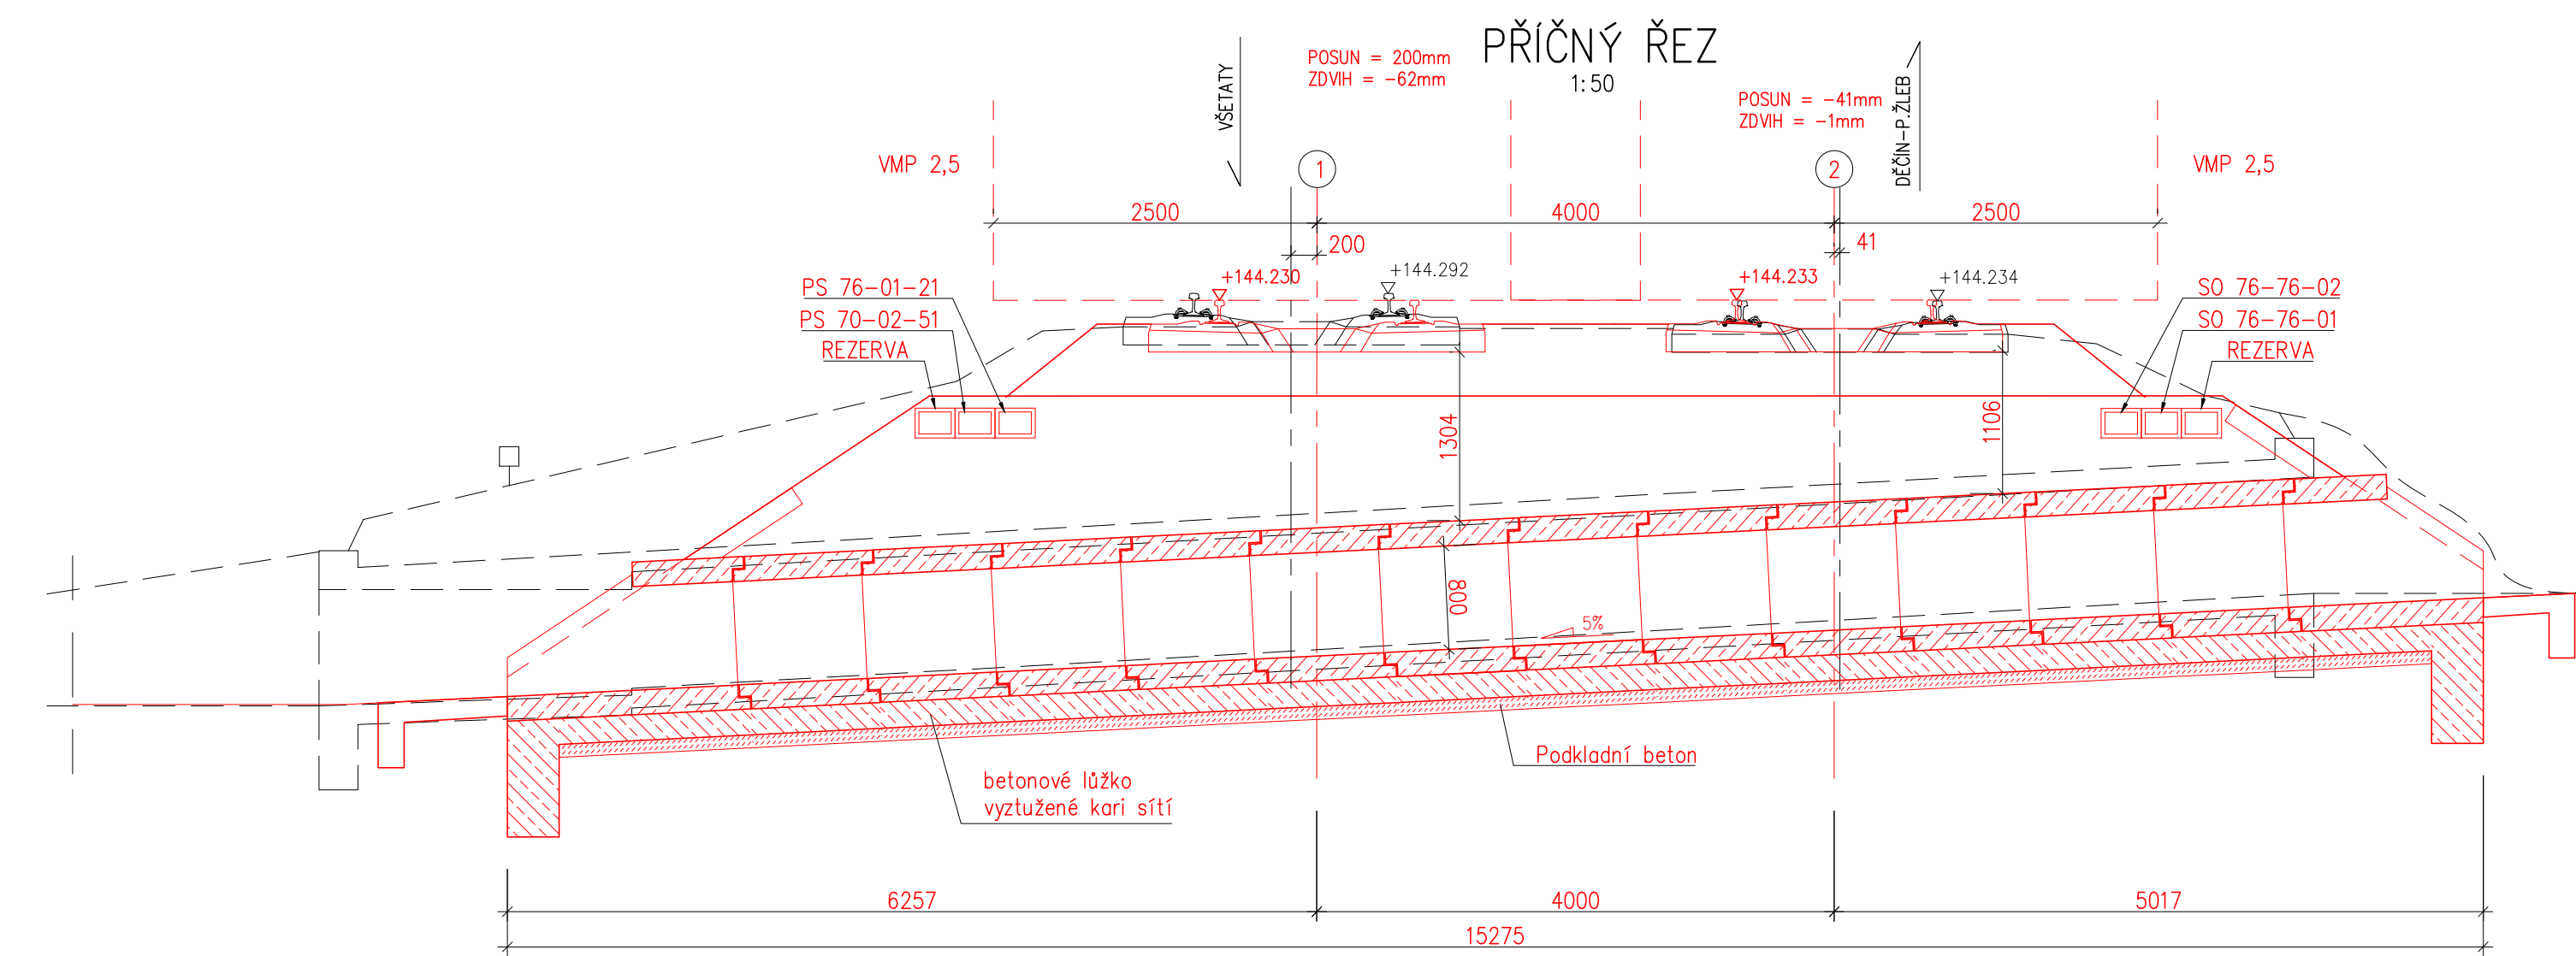 PŘÍČNÝ ŘEZ
1:50
VŠETATY
POSUN = 200mm
ZDVIH = -62mm
POSUN = -41mm
ZDVIH = -1mm
DĚČÍN-P.ŽLEB
VMP 2,5
1
2
VMP 2,5
2500
4000
2500
200
41
+144.230
+144.292
+144.233
+144.234
PS 76-01-21
PS 70-02-51
REZERVA
SO 76-76-02
SO 76-76-01
REZERVA
1304
1106
800
5%
betonové lůžko
vyztužené kari sítí
Podkladní beton
6257
4000
5017
15275